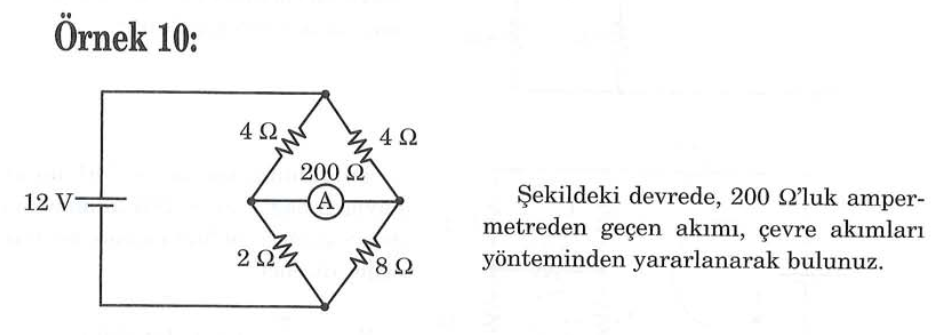 Örnek 10:
4 Ω
4 Ω
200 Ω
12 V
A
2 Ω
8 Ω
Şekildeki devrede, 200 Ω'luk amper-
metreden geçen akımı, çevre akımları
yönteminden yararlanarak bulunuz.